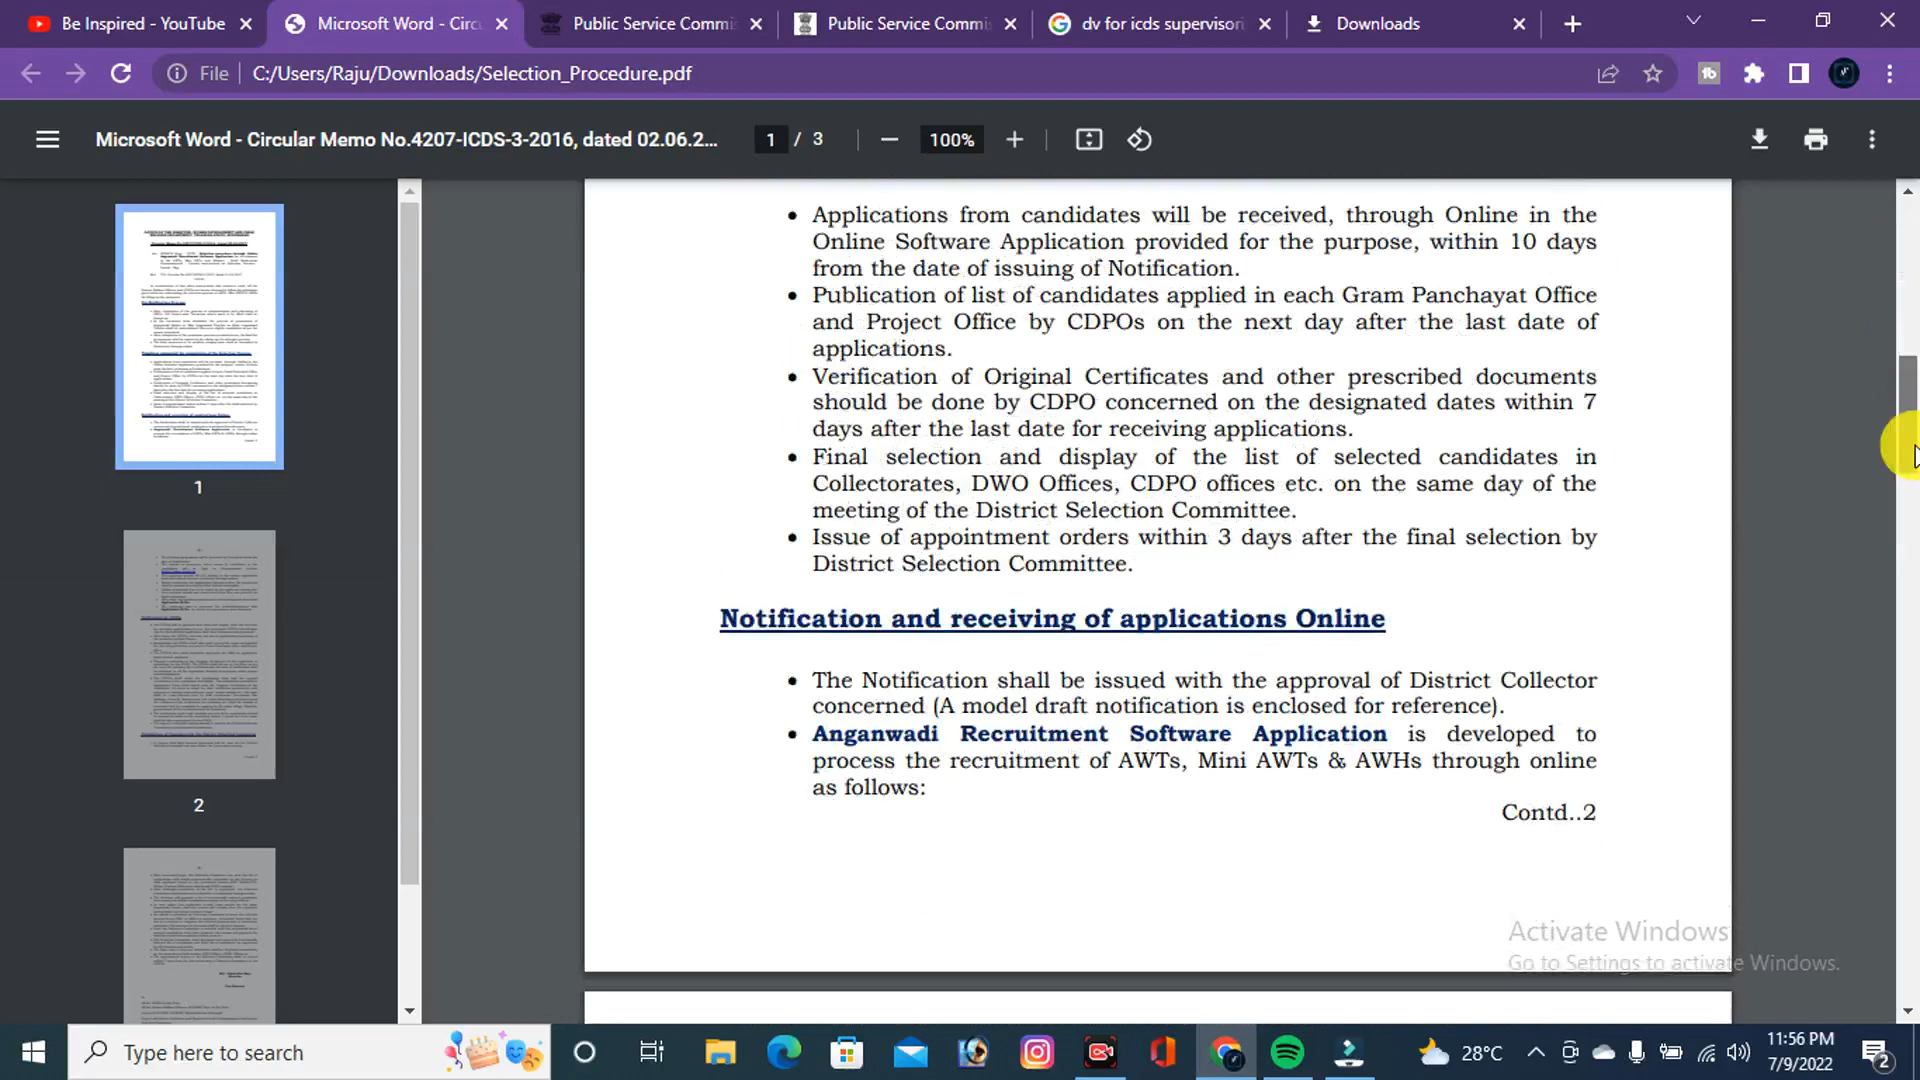 Be Inspired - YouTube
Microsoft Word - Circ
Public Service Commis
Public Service Commis
dv for icds supervisor
Downloads
File
C:/Users/Raju/Downloads/Selection_Procedure.pdf
Microsoft Word - Circular Memo No.4207-ICDS-3-2016, dated 02.06.2...
1 / 3
100%
1
2
• Applications from candidates will be received, through Online in the
Online Software Application provided for the purpose, within 10 days
from the date of issuing of Notification.
• Publication of list of candidates applied in each Gram Panchayat Office
and Project Office by CDPOs on the next day after the last date of
applications.
• Verification of Original Certificates and other prescribed documents
should be done by CDPO concerned on the designated dates within 7
days after the last date for receiving applications.
• Final selection and display of the list of selected candidates in
Collectorates, DWO Offices, CDPO offices etc. on the same day of the
meeting of the District Selection Committee.
• Issue of appointment orders within 3 days after the final selection by
District Selection Committee.
Notification and receiving of applications Online
• The Notification shall be issued with the approval of District Collector
concerned (A model draft notification is enclosed for reference).
• Anganwadi Recruitment Software Application is developed to
process the recruitment of AWTs, Mini AWTs & AWHs through online
as follows:
Contd..2
Activate Windows
Go to Settings to activate Windows.
Type here to search
28°C
11:56 PM
7/9/2022
2